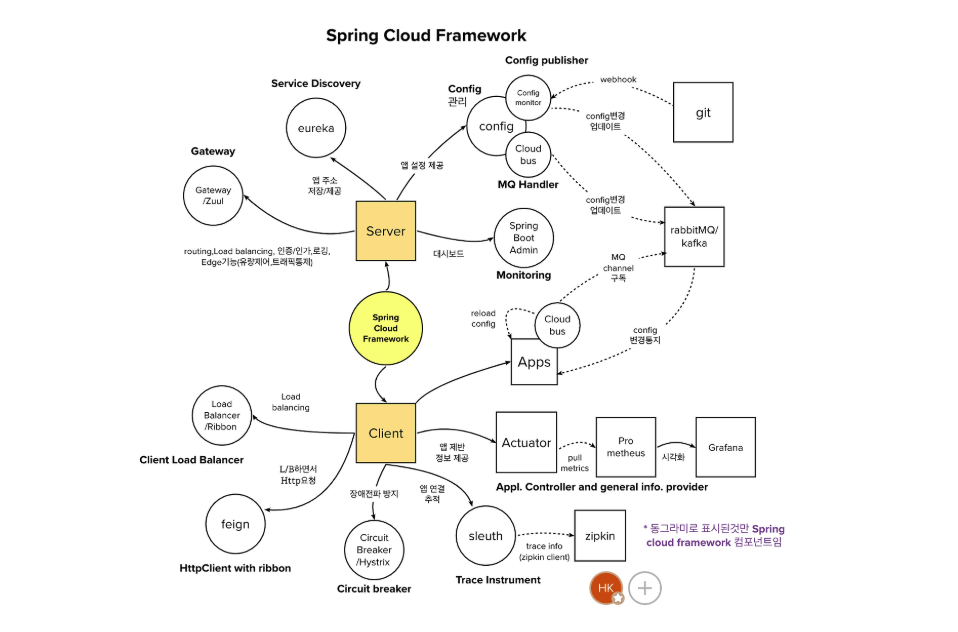 Spring Cloud Framework
Config publisher
Service Discovery
Config
관리
Config
monitor
webhook
git
eureka
config
config변경
업데이트
Cloud
bus
Gateway
앱 설정 제공
MQ Handler
앱 주소
저장/제공
Gateway
/Zuul
config변경
업데이트
Server
Spring
Boot
Admin
rabbitMQ/
kafka
routing,Load balancing, 인증/인가,로깅,
Edge기능(유량제어,트래픽통제)
대시보드
Monitoring
MQ
channel
구독
Spring
Cloud
Framework
reload
config
Cloud
bus
config
변경통지
Apps
Load
balancing
Load
Balancer
/Ribbon
Client
Client Load Balancer
앱 제반
정보 제공
Actuator
pull
metrics
Pro
metheus
시각화
Grafana
Appl. Controller and general info. provider
L/B하면서
Http요청
장애전파 방지
앱 연결
추적
feign
HttpClient with ribbon
Circuit
Breaker
/Hystrix
Circuit breaker
sleuth
Trace Instrument
trace info
(zipkin client)
zipkin
* 동그라미로 표시된것만 Spring
cloud framework 컴포넌트임
HK